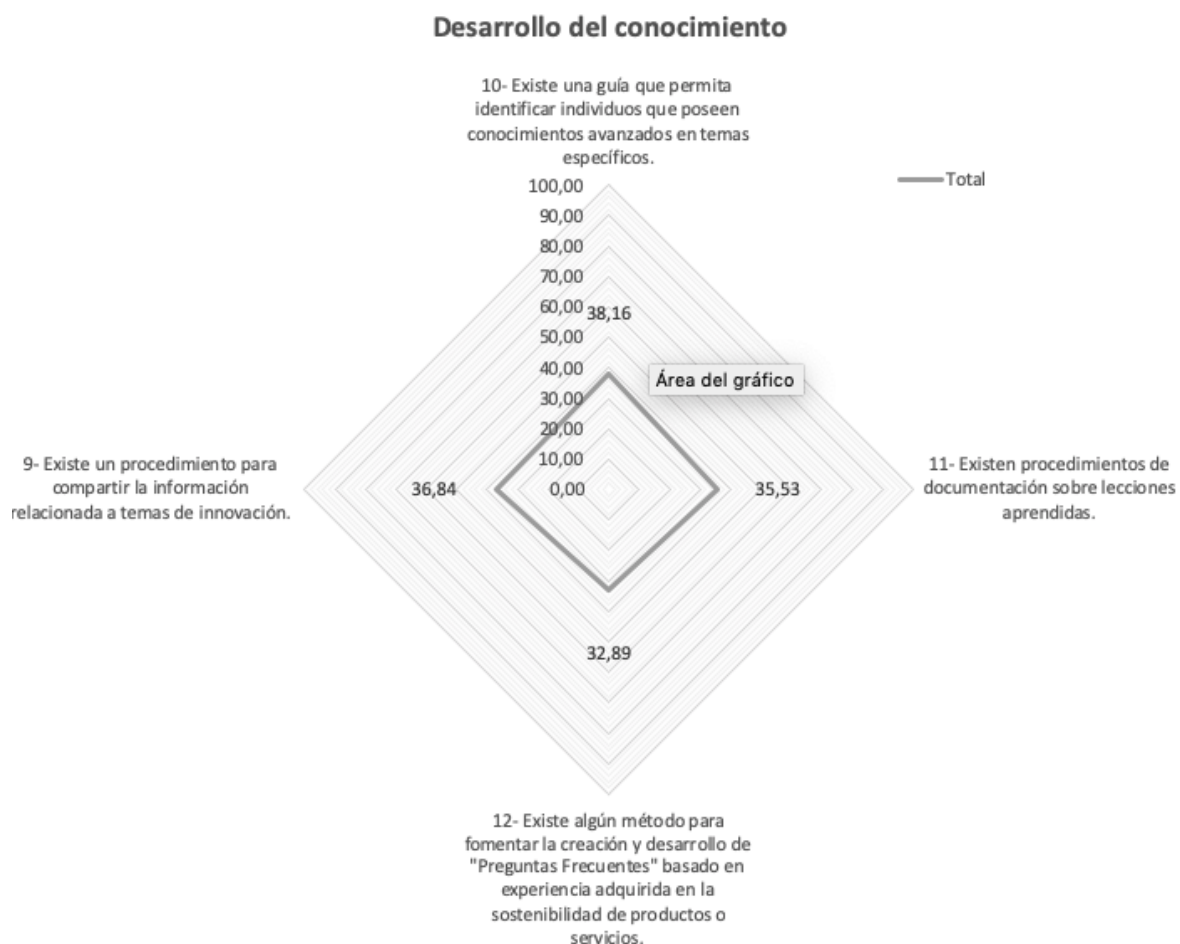 Desarrollo del conocimiento
10- Existe una guía que permita
identificar individuos que poseen
conocimientos avanzados en temas
específicos.
Total
100,00
90,00
80,00
70,00
60,00
38,16
50,00
40,00
Área del gráfico
30,00
20,00
10,00
0,00
9- Existe un procedimiento para
compartir la información
relacionada a temas de innovación.
36,84
35,53
11- Existen procedimientos de
documentación sobre lecciones
aprendidas.
32,89
12- Existe algún método para
fomentar la creación y desarrollo de
"Preguntas Frecuentes" basado en
experiencia adquirida en la
sostenibilidad de productos o
servicios.